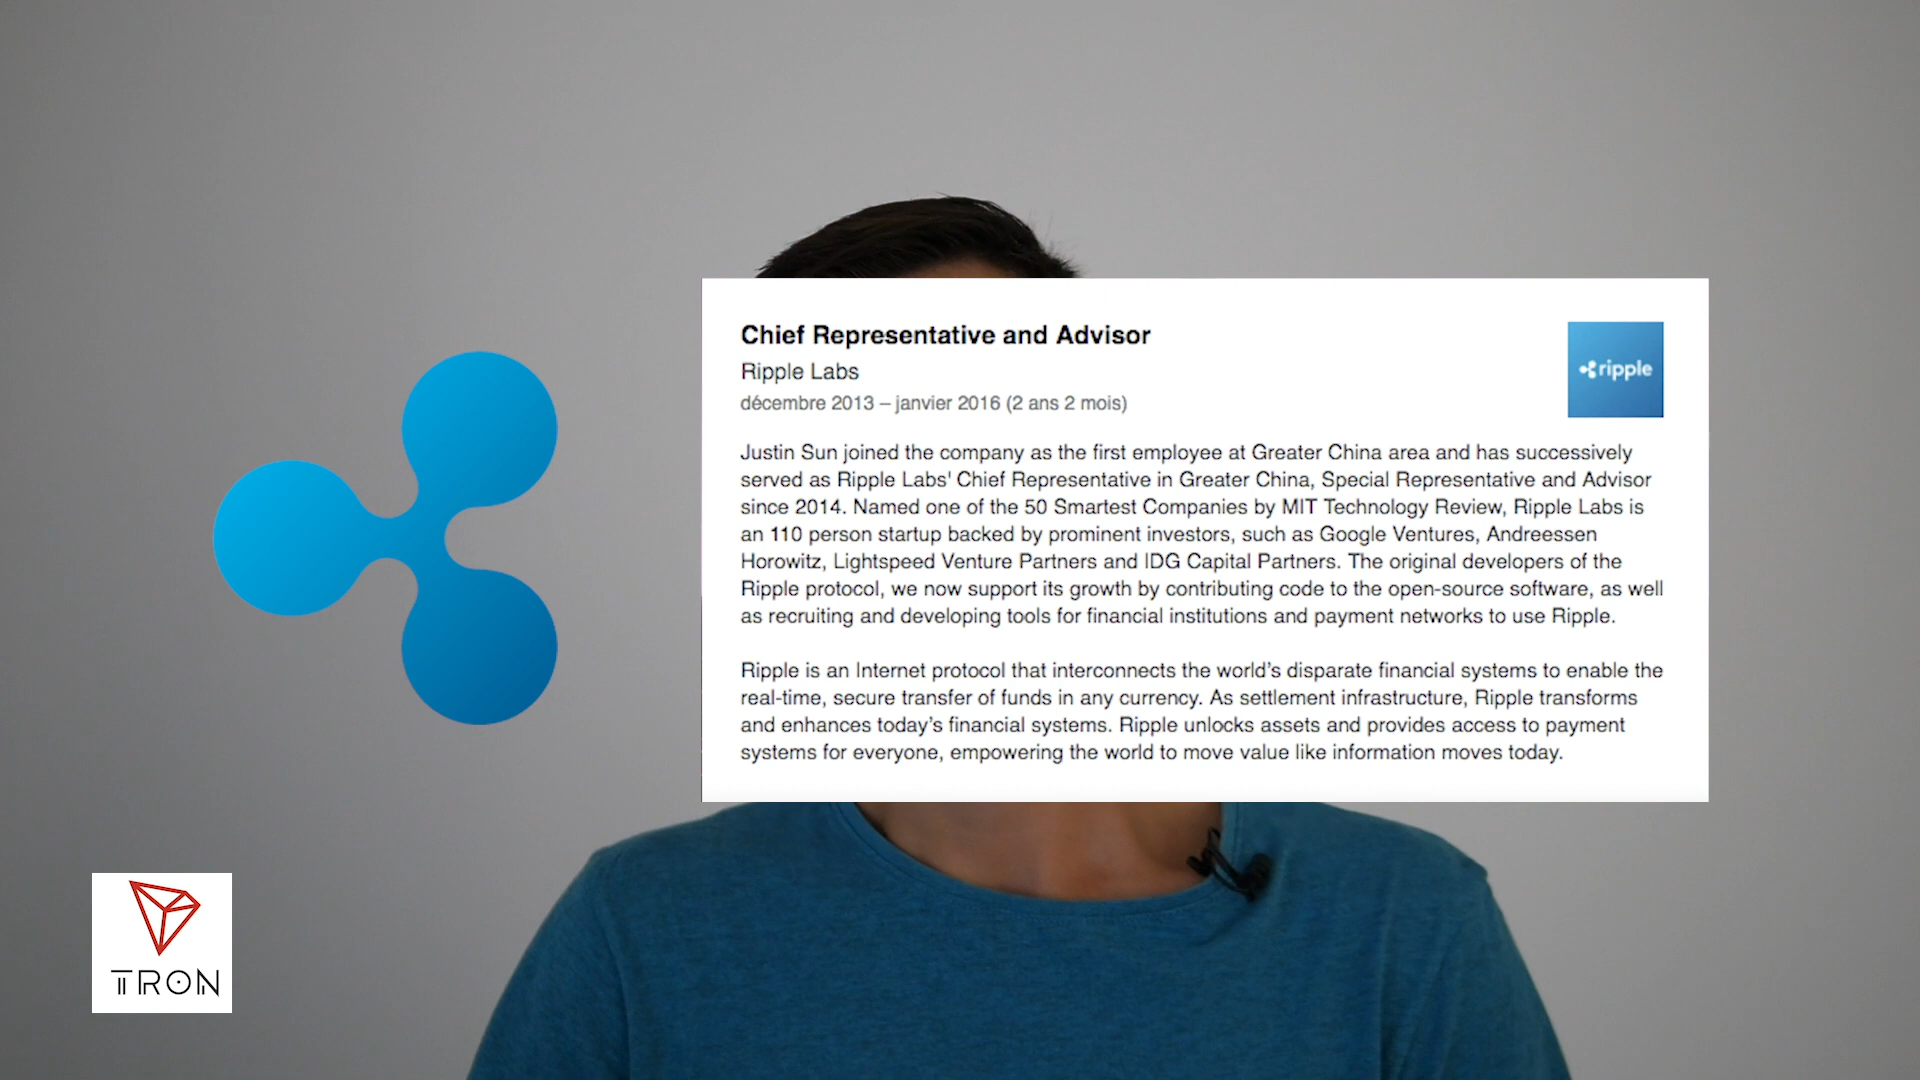 Chief Representative and Advisor
Ripple Labs
décembre 2013 – janvier 2016 (2 ans 2 mois)
ripple
Justin Sun joined the company as the first employee at Greater China area and has successively
served as Ripple Labs' Chief Representative in Greater China, Special Representative and Advisor
since 2014. Named one of the 50 Smartest Companies by MIT Technology Review, Ripple Labs is
an 110 person startup backed by prominent investors, such as Google Ventures, Andreessen
Horowitz, Lightspeed Venture Partners and IDG Capital Partners. The original developers of the
Ripple protocol, we now support its growth by contributing code to the open-source software, as well
as recruiting and developing tools for financial institutions and payment networks to use Ripple.
Ripple is an Internet protocol that interconnects the world’s disparate financial systems to enable the
real-time, secure transfer of funds in any currency. As settlement infrastructure, Ripple transforms
and enhances today’s financial systems. Ripple unlocks assets and provides access to payment
systems for everyone, empowering the world to move value like information moves today.
TRON